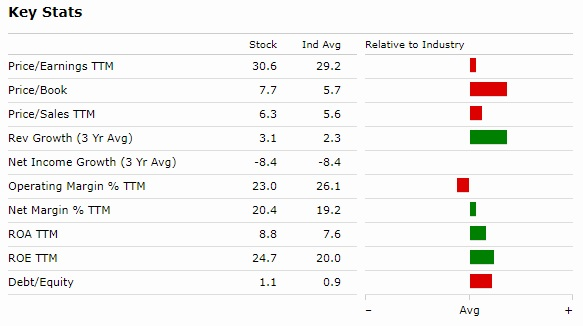 Key Stats
Stock Ind Avg Relative to Industry
Price/Earnings TTM 30.6 29.2
Price/Book 7.7 5.7
Price/Sales TTM 6.3 5.6
Rev Growth (3 Yr Avg) 3.1 2.3
Net Income Growth (3 Yr Avg) -8.4 -8.4
Operating Margin % TTM 23.0 26.1
Net Margin % TTM 20.4 19.2
ROA TTM 8.8 7.6
ROE TTM 24.7 20.0
Debt/Equity 1.1 0.9
– Avg +